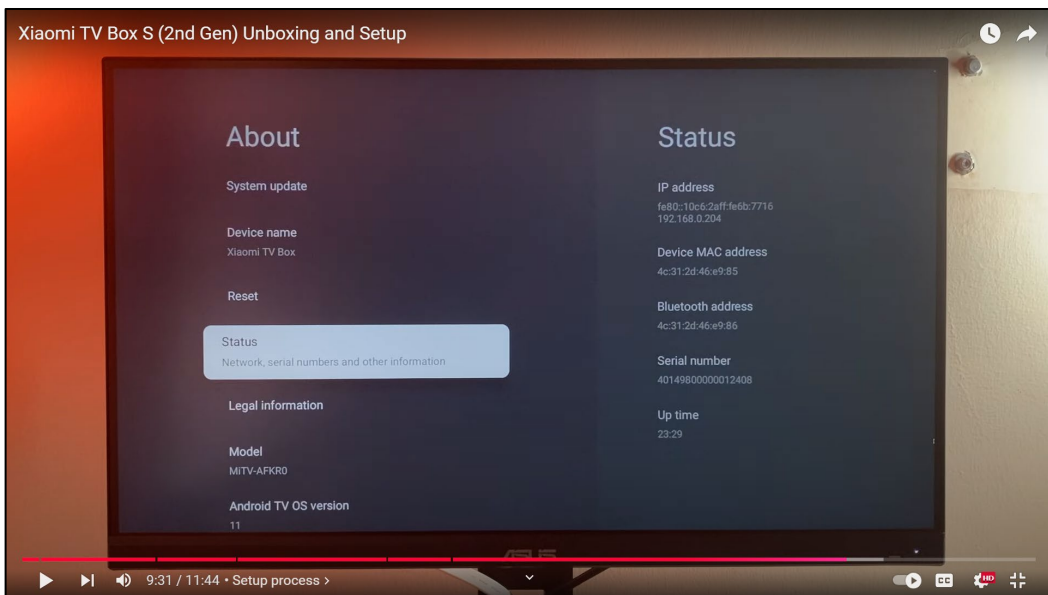 Xiaomi TV Box S (2nd Gen) Unboxing and Setup
About
System update
Device name
Xiaomi TV Box
Reset
Status
Network, serial numbers and other information
Legal information
Model
MiTV-AFKR0
Android TV OS version
11
Status
IP address
fe80::10c6:2aff:fe6b:7716
192.168.0.204
Device MAC address
4c:31:2d:46:e9:85
Bluetooth address
4c:31:2d:46:e9:86
Serial number
40149800000012408
Up time
23:29
ASUS
9:31 / 11:44 • Setup process >
CC
HD